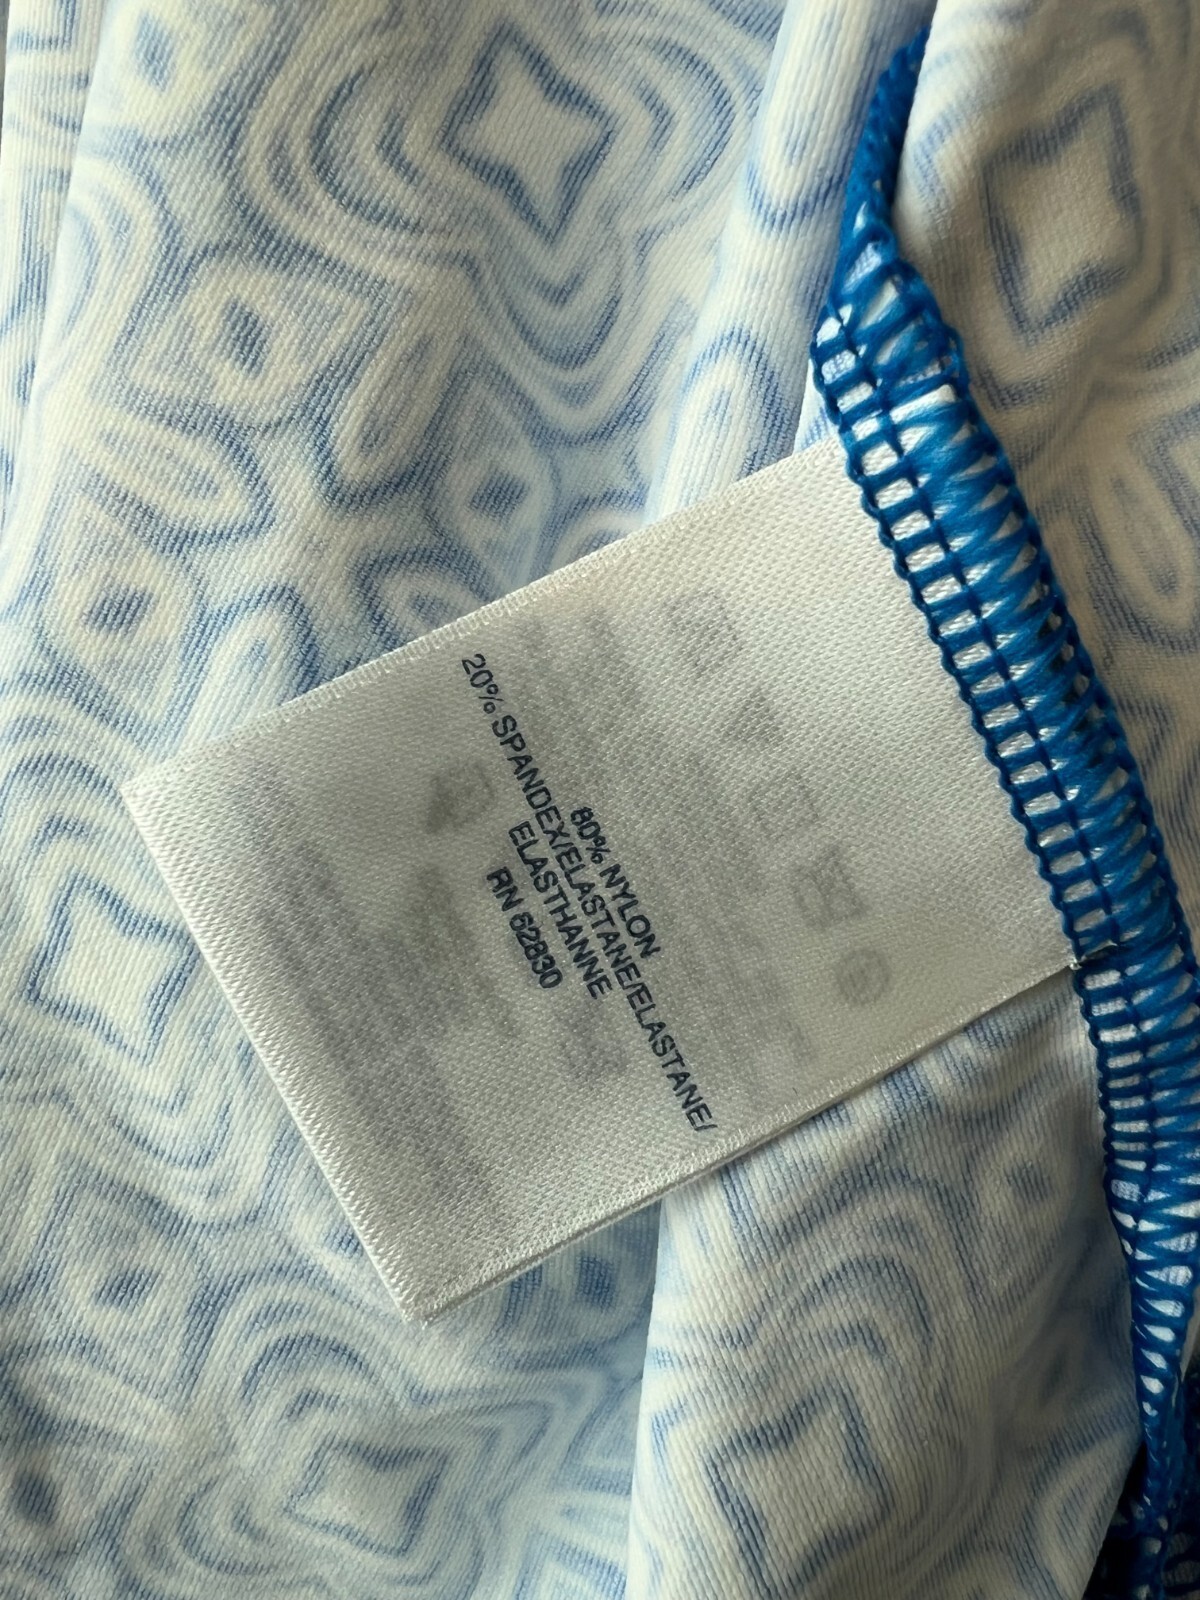 80% NYLON
20% SPANDEX/ELASTANE/ELASTANE/
ELASTHANNE
RN 62830